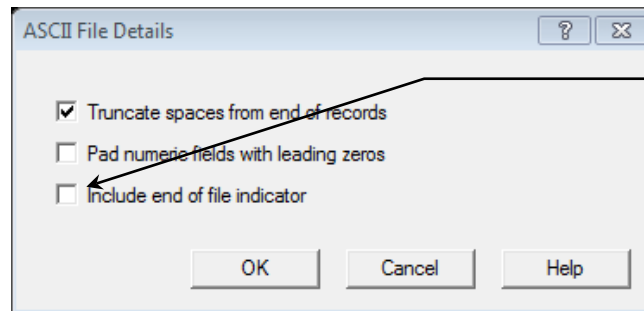 ASCII File Details
Truncate spaces from end of records
Pad numeric fields with leading zeros
Include end of file indicator
OK Cancel Help